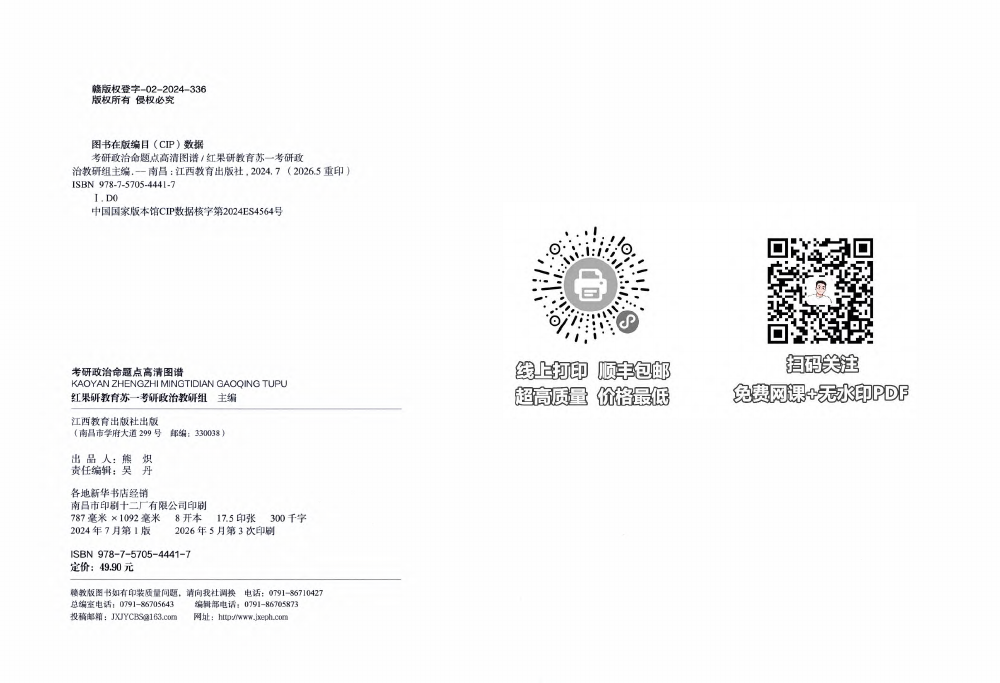 赣版权登字-02-2024-336
版权所有 侵权必究
图书在版编目（CIP）数据
考研政治命题点高清图谱 / 红果研教育苏一考研政
治教研组主编. — 南昌 : 江西教育出版社, 2024. 7 （2026.5 重印）
ISBN 978-7-5705-4441-7
Ⅰ. D0
中国国家版本馆CIP数据核字第2024ES4564号
考研政治命题点高清图谱
KAOYAN ZHENGZHI MINGTIDIAN GAOQING TUPU
红果研教育苏一考研政治教研组 主编
江西教育出版社出版
（南昌市学府大道 299 号 邮编：330038）
出 品 人：熊 炽
责任编辑：吴 丹
各地新华书店经销
南昌市印刷十二厂有限公司印刷
787 毫米 ×1092 毫米 8 开本 17.5 印张 300 千字
2024 年 7 月第 1 版 2026 年 5 月第 3 次印刷
ISBN 978-7-5705-4441-7
定价：49.90 元
赣教版图书如有印装质量问题，请向我社调换 电话：0791-86710427
总编室电话：0791-86705643 编辑部电话：0791-86705873
投稿邮箱：JXJYCBS@163.com 网址：http://www.jxeph.com
线上打印 顺丰包邮
超高质量 价格最低
扫码关注
免费网课+无水印PDF